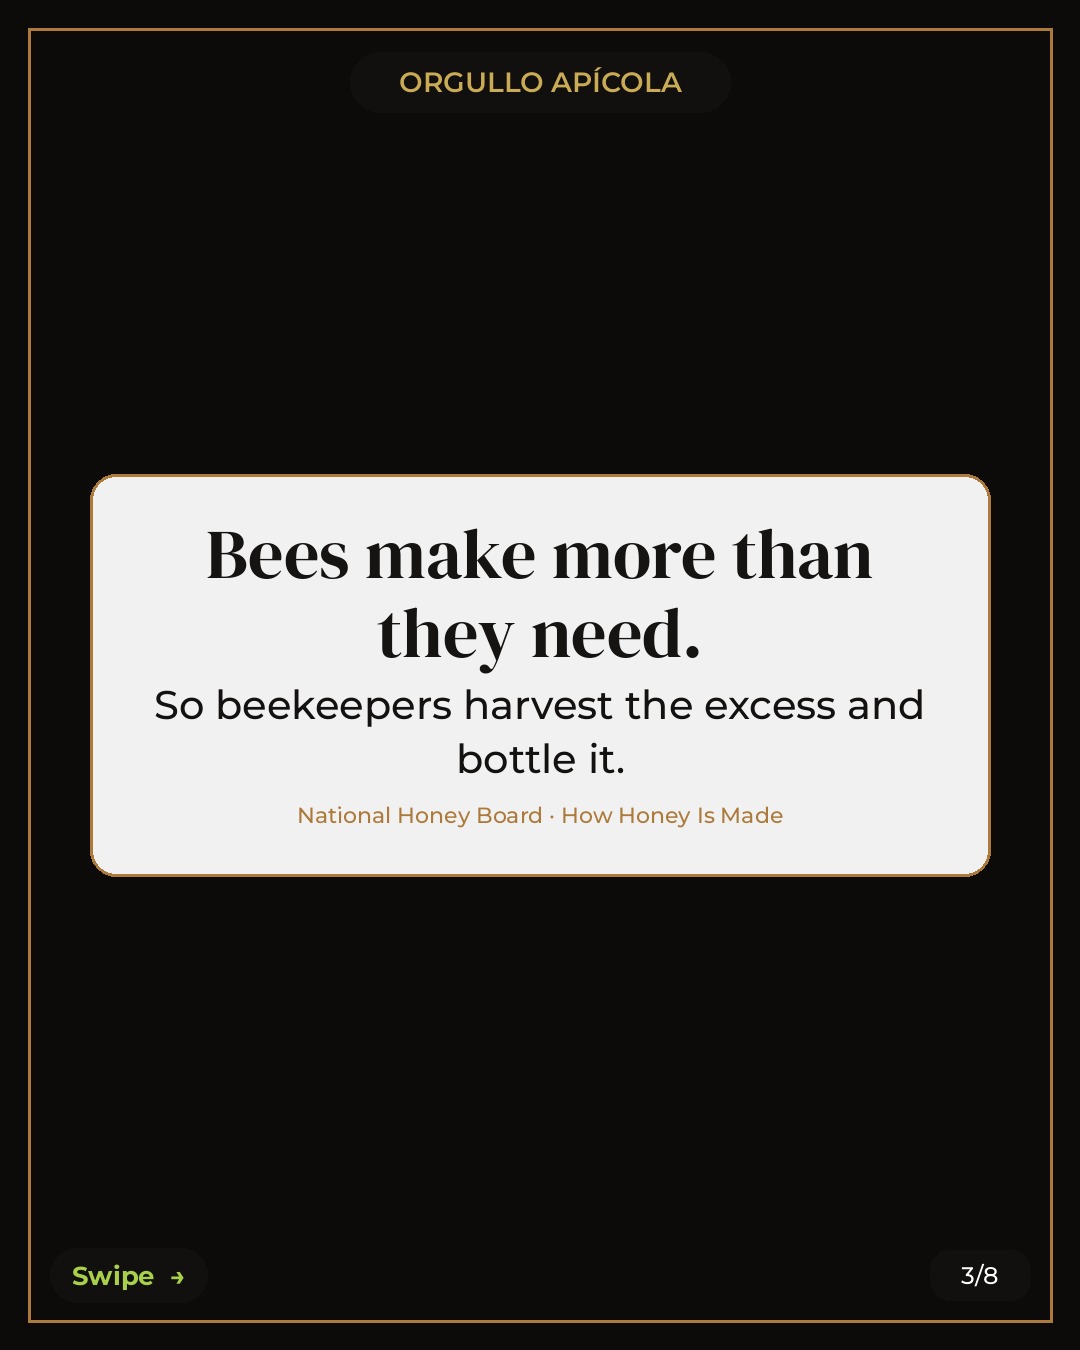 ORGULLO APÍCOLA
Bees make more than
they need.
So beekeepers harvest the excess and
bottle it.
National Honey Board · How Honey Is Made
Swipe →
3/8